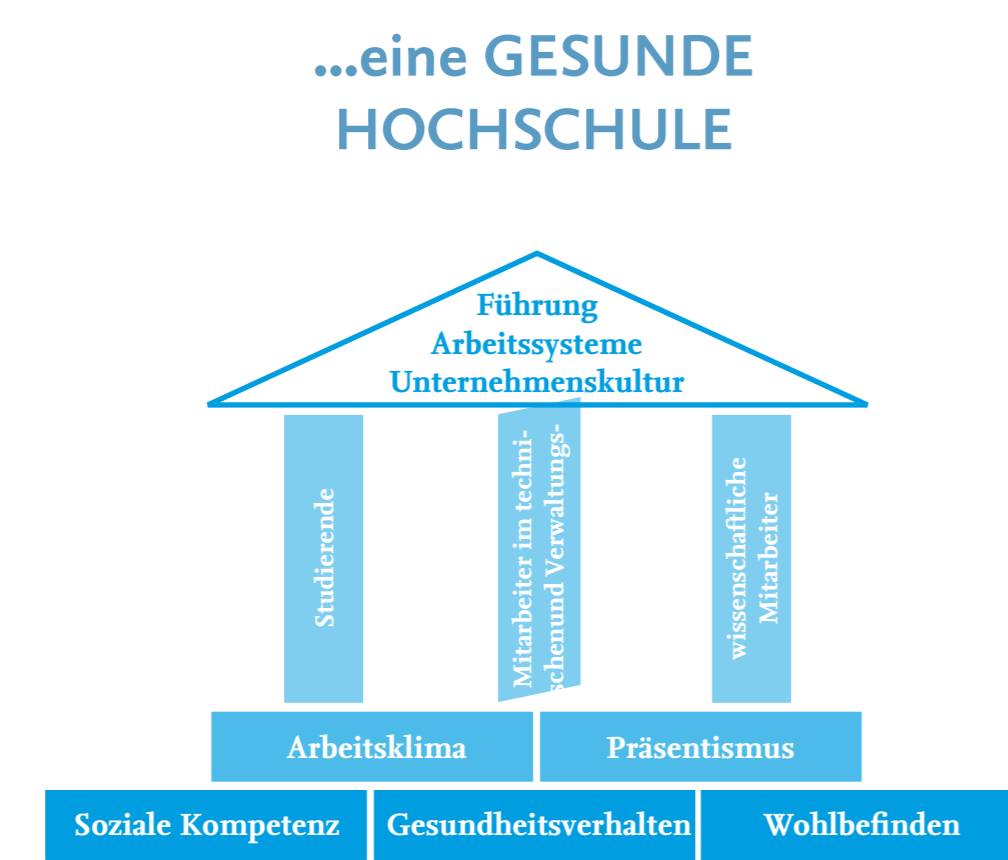 ...eine GESUNDE
HOCHSCHULE
Führung
Arbeitssysteme
Unternehmenskultur
Studierende
Mitarbeiter im techni-
schenund Verwaltungs-
wissenschaftliche
Mitarbeiter
Arbeitsklima
Präsentismus
Soziale Kompetenz
Gesundheitsverhalten
Wohlbefinden